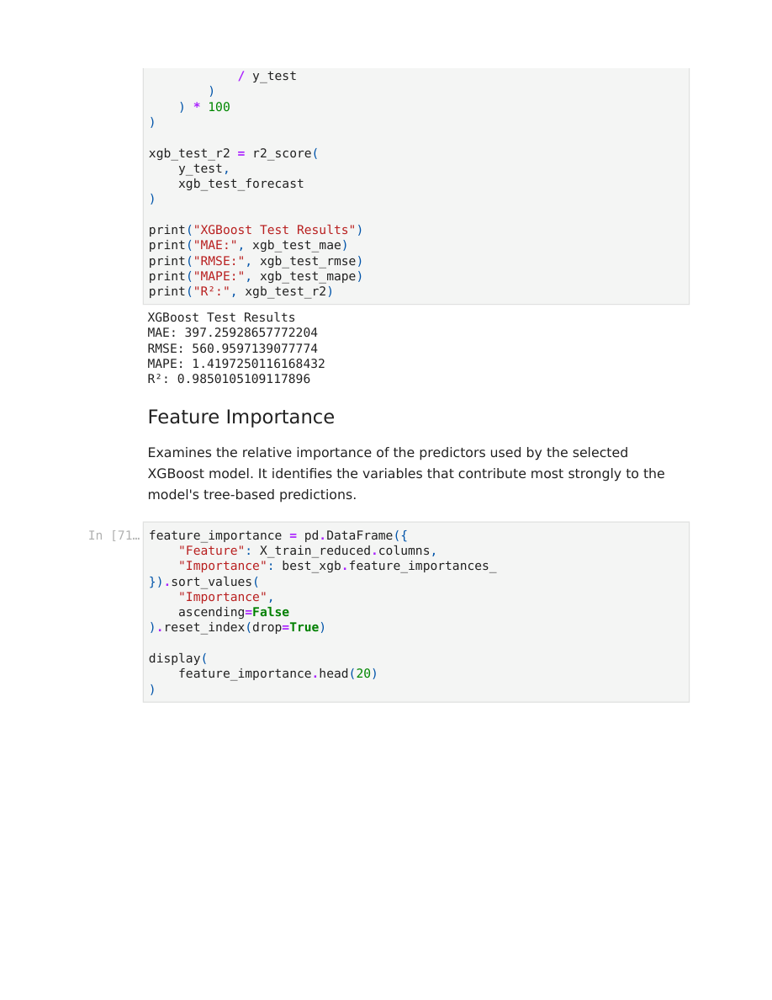 / y_test
        )
    ) * 100
)

xgb_test_r2 = r2_score(
    y_test,
    xgb_test_forecast
)

print("XGBoost Test Results")
print("MAE:", xgb_test_mae)
print("RMSE:", xgb_test_rmse)
print("MAPE:", xgb_test_mape)
print("R²:", xgb_test_r2)
XGBoost Test Results
MAE: 397.25928657772204
RMSE: 560.9597139077774
MAPE: 1.4197250116168432
R²: 0.9850105109117896
Feature Importance
Examines the relative importance of the predictors used by the selected
XGBoost model. It identifies the variables that contribute most strongly to the
model's tree-based predictions.
In [71…
feature_importance = pd.DataFrame({
    "Feature": X_train_reduced.columns,
    "Importance": best_xgb.feature_importances_
}).sort_values(
    "Importance",
    ascending=False
).reset_index(drop=True)

display(
    feature_importance.head(20)
)